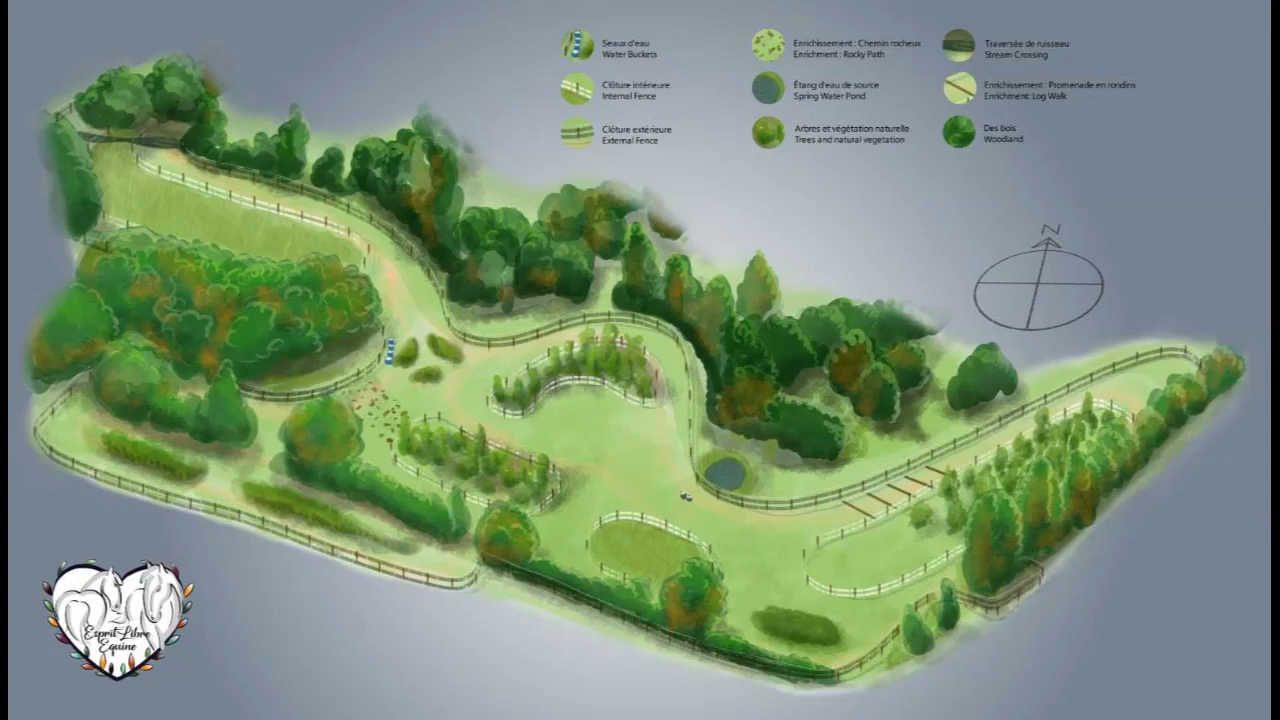 Seaux d'eau
Water Buckets
Enrichissement : Chemin rocheux
Enrichment : Rocky Path
Traversée de ruisseau
Stream Crossing
Clôture intérieure
Internal Fence
Étang d'eau de source
Spring Water Pond
Enrichissement : Promenade en rondins
Enrichment: Log Walk
Clôture extérieure
External Fence
Arbres et végétation naturelle
Trees and natural vegetation
Des bois
Woodland
N
Esprit Libre
Equine